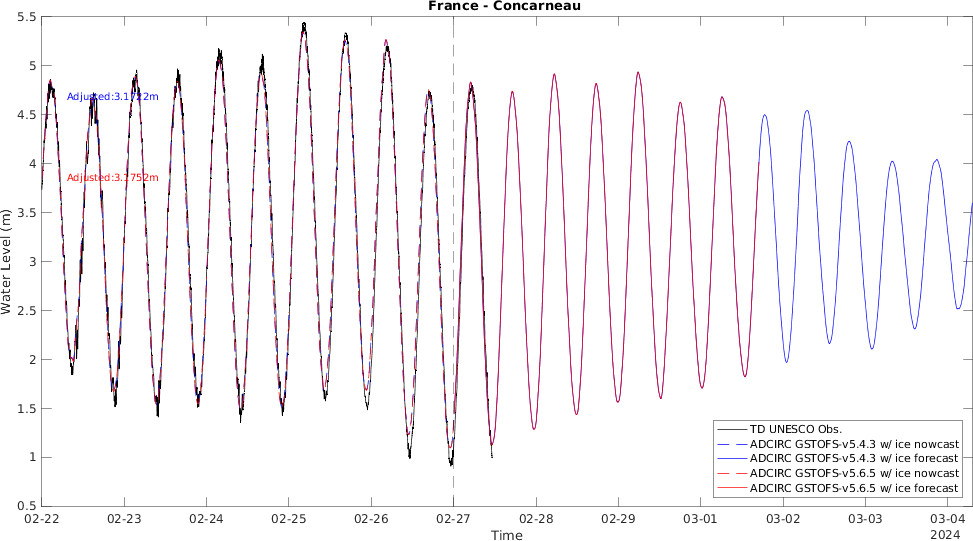 France - Concarneau
5.5
5
4.5
4
3.5
3
2.5
2
1.5
1
0.5
Water Level (m)
Adjusted:3.1722m
Adjusted:3.1752m
TD UNESCO Obs.
ADCIRC GSTOFS-v5.4.3 w/ ice nowcast
ADCIRC GSTOFS-v5.4.3 w/ ice forecast
ADCIRC GSTOFS-v5.6.5 w/ ice nowcast
ADCIRC GSTOFS-v5.6.5 w/ ice forecast
02-22 02-23 02-24 02-25 02-26 02-27 02-28 02-29 03-01 03-02 03-03 03-04
Time 2024